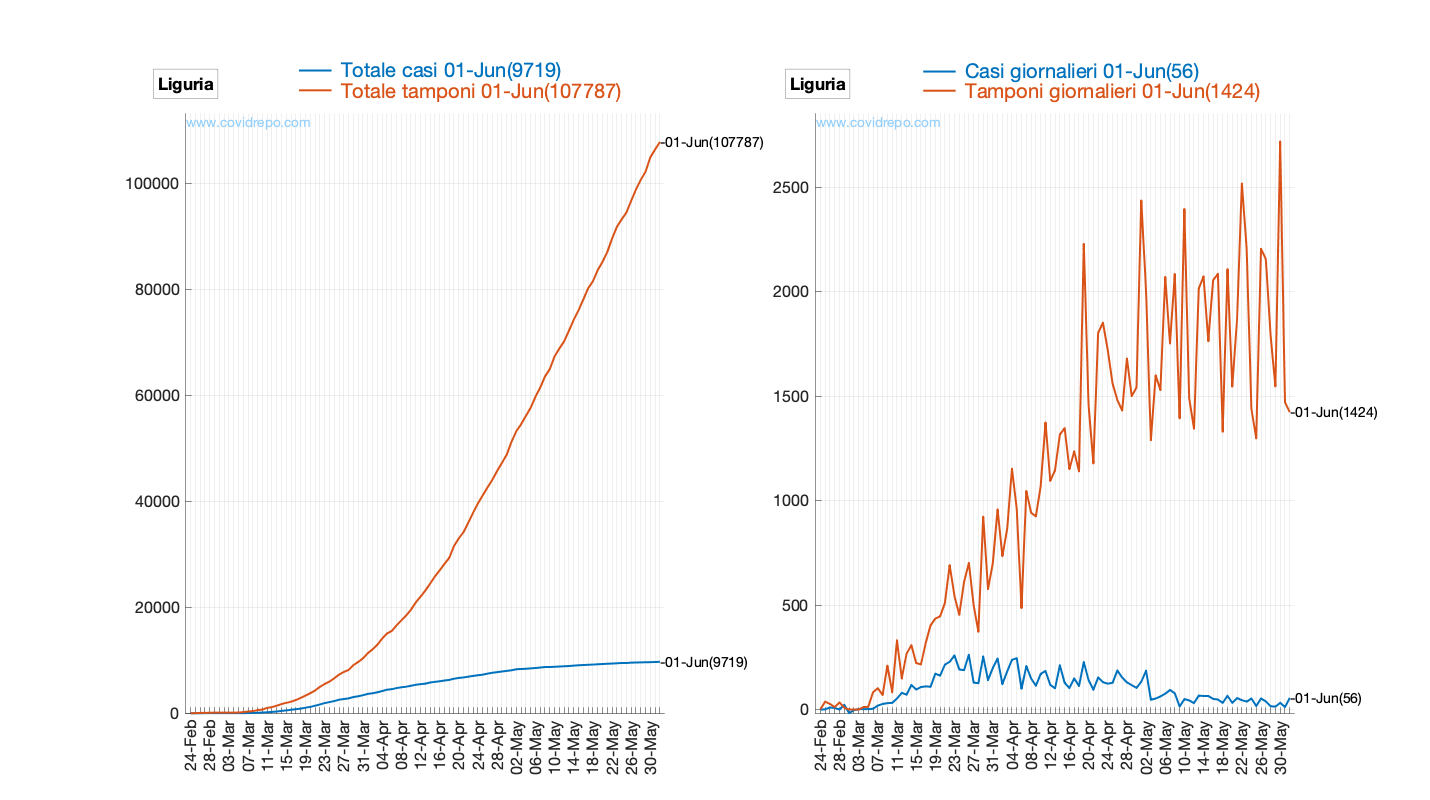 Liguria
Totale casi 01-Jun(9719)
Totale tamponi 01-Jun(107787)
www.covidrepo.com
-01-Jun(107787)
100000
80000
60000
40000
20000
0
-01-Jun(9719)
24-Feb
28-Feb
03-Mar
07-Mar
11-Mar
15-Mar
19-Mar
23-Mar
27-Mar
31-Mar
04-Apr
08-Apr
12-Apr
16-Apr
20-Apr
24-Apr
28-Apr
02-May
06-May
10-May
14-May
18-May
22-May
26-May
30-May
Liguria
Casi giornalieri 01-Jun(56)
Tamponi giornalieri 01-Jun(1424)
www.covidrepo.com
2500
2000
1500
1000
500
0
-01-Jun(1424)
-01-Jun(56)
24-Feb
28-Feb
03-Mar
07-Mar
11-Mar
15-Mar
19-Mar
23-Mar
27-Mar
31-Mar
04-Apr
08-Apr
12-Apr
16-Apr
20-Apr
24-Apr
28-Apr
02-May
06-May
10-May
14-May
18-May
22-May
26-May
30-May